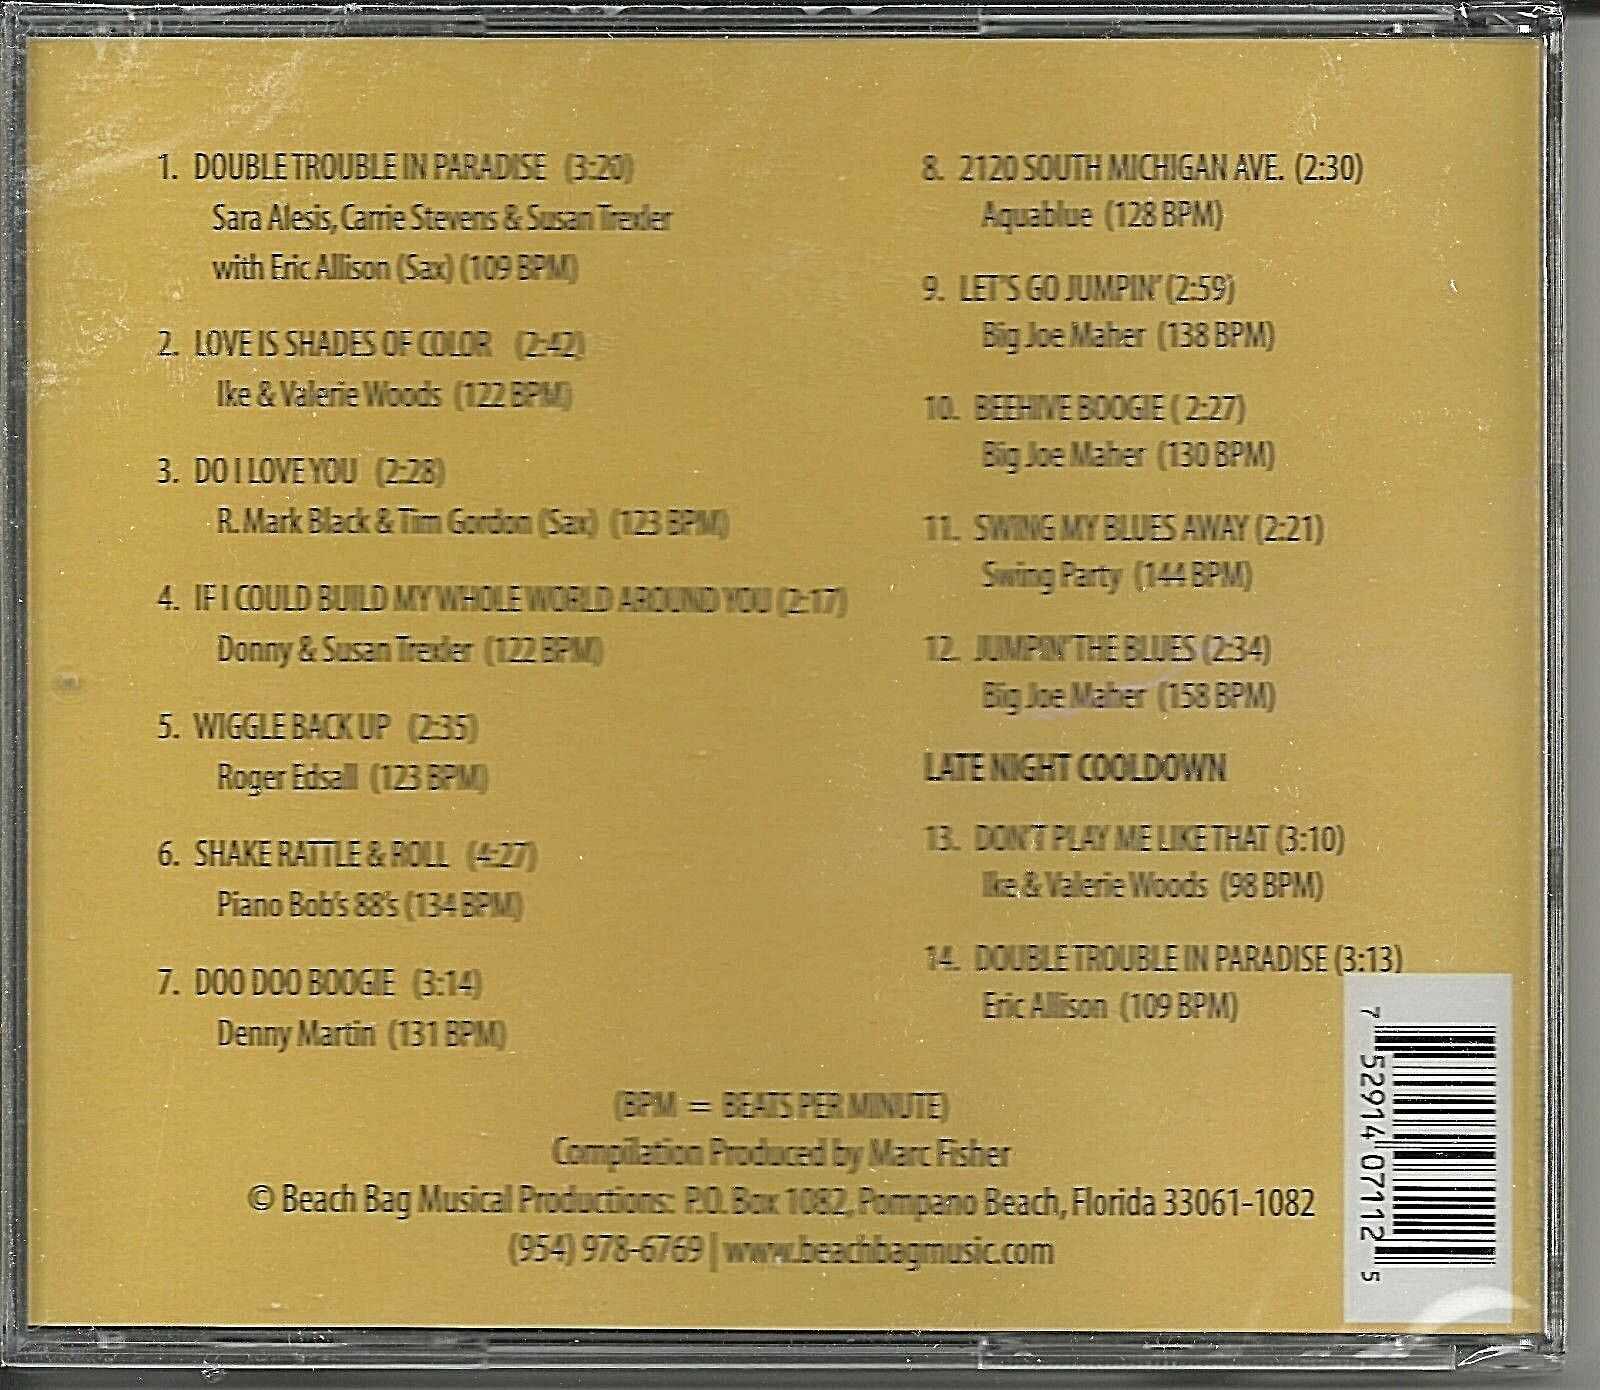 1. DOUBLE TROUBLE IN PARADISE (3:20)
Sara Alesis, Carrie Stevens & Susan Trexler
with Eric Allison (Sax) (109 BPM)
2. LOVE IS SHADES OF COLOR (2:42)
Ike & Valerie Woods (122 BPM)
3. DO I LOVE YOU (2:28)
R. Mark Black & Tim Gordon (Sax) (123 BPM)
4. IF I COULD BUILD MY WHOLE WORLD AROUND YOU (2:17)
Donny & Susan Trexler (122 BPM)
5. WIGGLE BACK UP (2:35)
Roger Edsall (123 BPM)
6. SHAKE RATTLE & ROLL (4:27)
Piano Bob's 88's (134 BPM)
7. DOO DOO BOOGIE (3:14)
Denny Martin (131 BPM)
8. 2120 SOUTH MICHIGAN AVE. (2:30)
Aquablue (128 BPM)
9. LET'S GO JUMPIN' (2:59)
Big Joe Maher (138 BPM)
10. BEEHIVE BOOGIE ( 2:27)
Big Joe Maher (130 BPM)
11. SWING MY BLUES AWAY (2:21)
Swing Party (144 BPM)
12. JUMPIN' THE BLUES (2:34)
Big Joe Maher (158 BPM)
LATE NIGHT COOLDOWN
13. DON'T PLAY ME LIKE THAT (3:10)
Ike & Valerie Woods (98 BPM)
14. DOUBLE TROUBLE IN PARADISE (3:13)
Eric Allison (109 BPM)
(BPM = BEATS PER MINUTE)
Compilation Produced by Marc Fisher
© Beach Bag Musical Productions: P.O. Box 1082, Pompano Beach, Florida 33061-1082
(954) 978-6769 | www.beachbagmusic.com
7 52914 07112 5